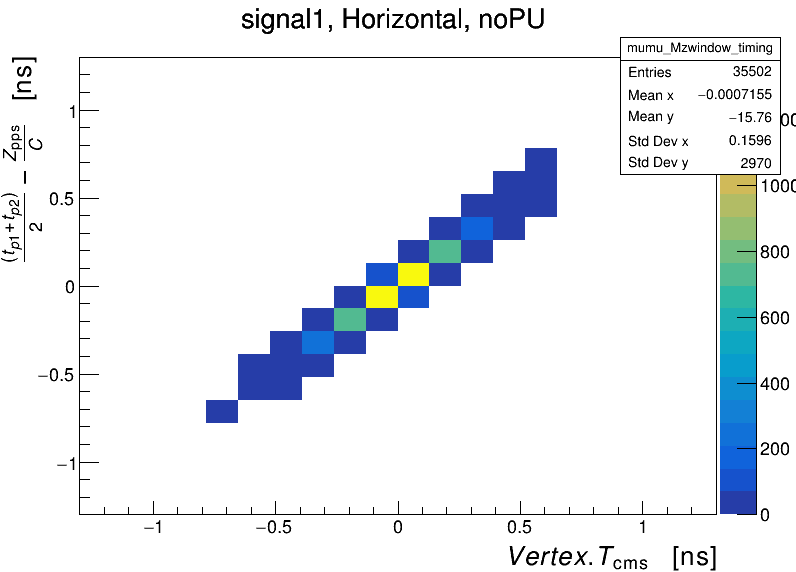 signal1, Horizontal, noPU
mumu_Mzwindow_timing
Entries 35502
Mean x −0.0007155
Mean y −15.76
Std Dev x 0.1596
Std Dev y 2970
(t_p1+t_p2)/2 − Z_pps/C [ns]
1
0.5
0
−0.5
−1
−1 −0.5 0 0.5 1
Vertex.T_cms [ns]
1000
800
600
400
200
0